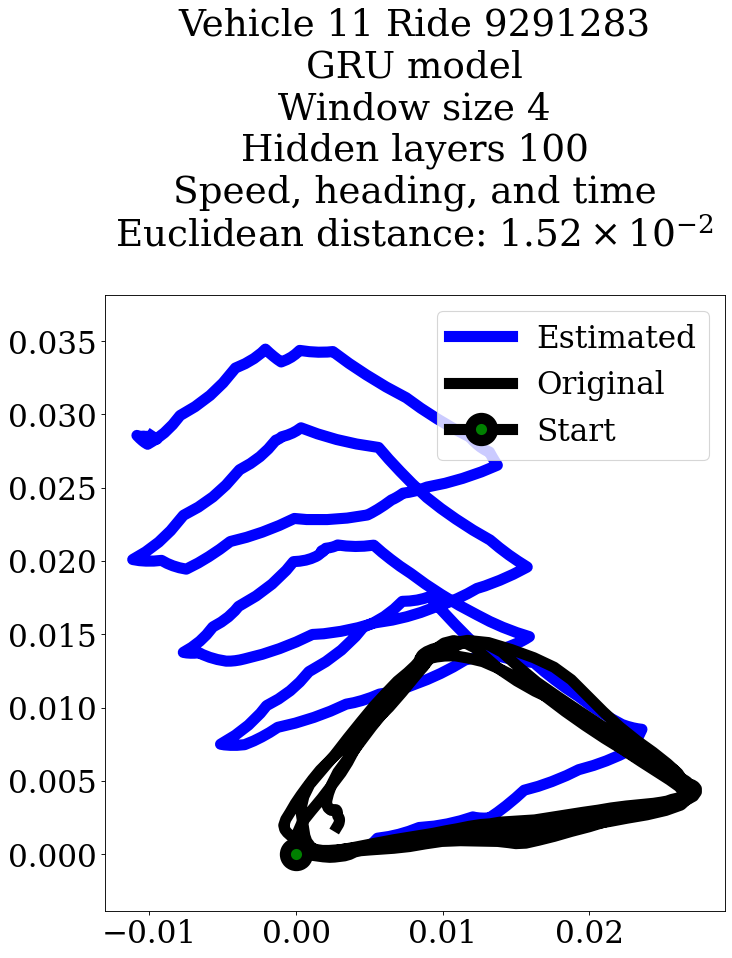 Vehicle 11 Ride 9291283
GRU model
Window size 4
Hidden layers 100
Speed, heading, and time
Euclidean distance: $1.52 \times 10^{-2}$
Estimated
Original
Start
0.035
0.030
0.025
0.020
0.015
0.010
0.005
0.000
−0.01 0.00 0.01 0.02